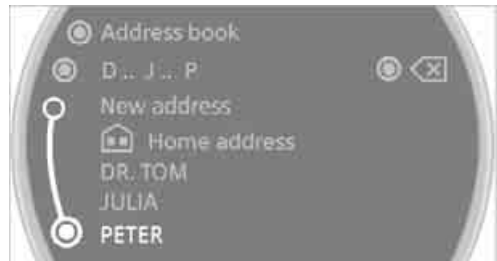 Address book
D .. J .. P
New address
Home address
DR. TOM
JULIA
PETER